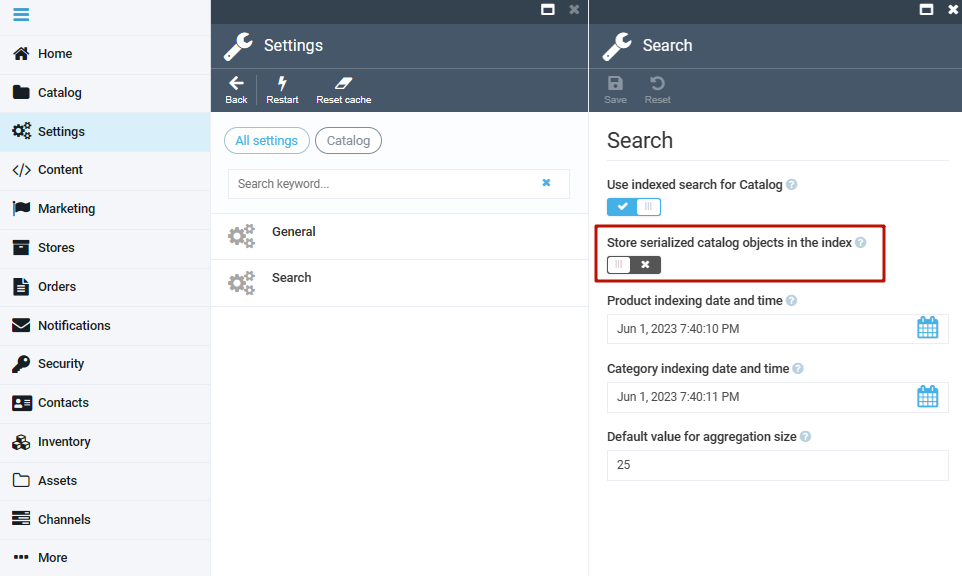 Home
Catalog
Settings
Content
Marketing
Stores
Orders
Notifications
Security
Contacts
Inventory
Assets
Channels
More
Settings
Back
Restart
Reset cache
All settings
Catalog
Search keyword...
General
Search
Search
Save
Reset
Search
Use indexed search for Catalog ?
Store serialized catalog objects in the index ?
Product indexing date and time ?
Jun 1, 2023 7:40:10 PM
Category indexing date and time ?
Jun 1, 2023 7:40:11 PM
Default value for aggregation size ?
25